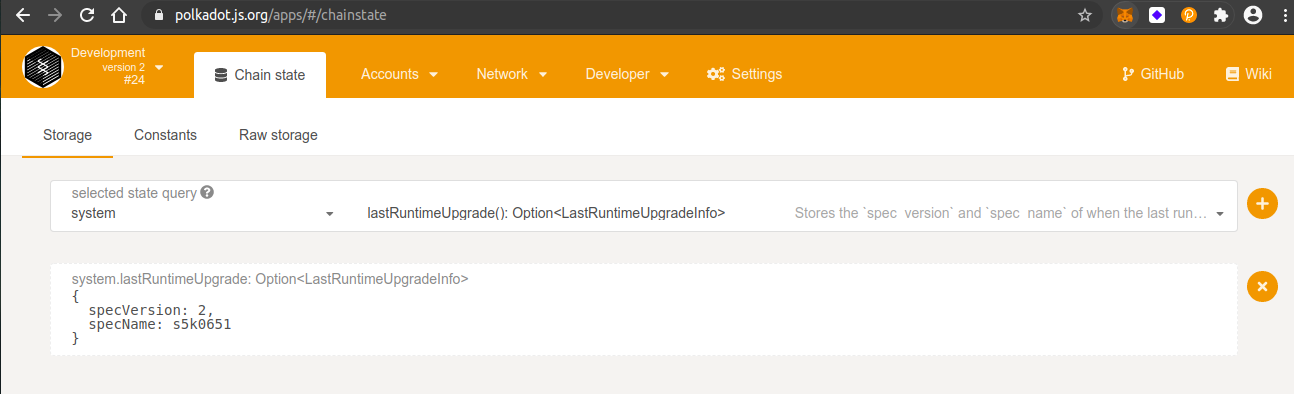 polkadot.js.org/apps/#/chainstate
Development
version 2
#24
Chain state
Accounts
Network
Developer
Settings
GitHub
Wiki
Storage
Constants
Raw storage
selected state query
system
lastRuntimeUpgrade(): Option<LastRuntimeUpgradeInfo>
Stores the `spec_version` and `spec_name` of when the last run…
system.lastRuntimeUpgrade: Option<LastRuntimeUpgradeInfo>
{
  specVersion: 2,
  specName: s5k0651
}